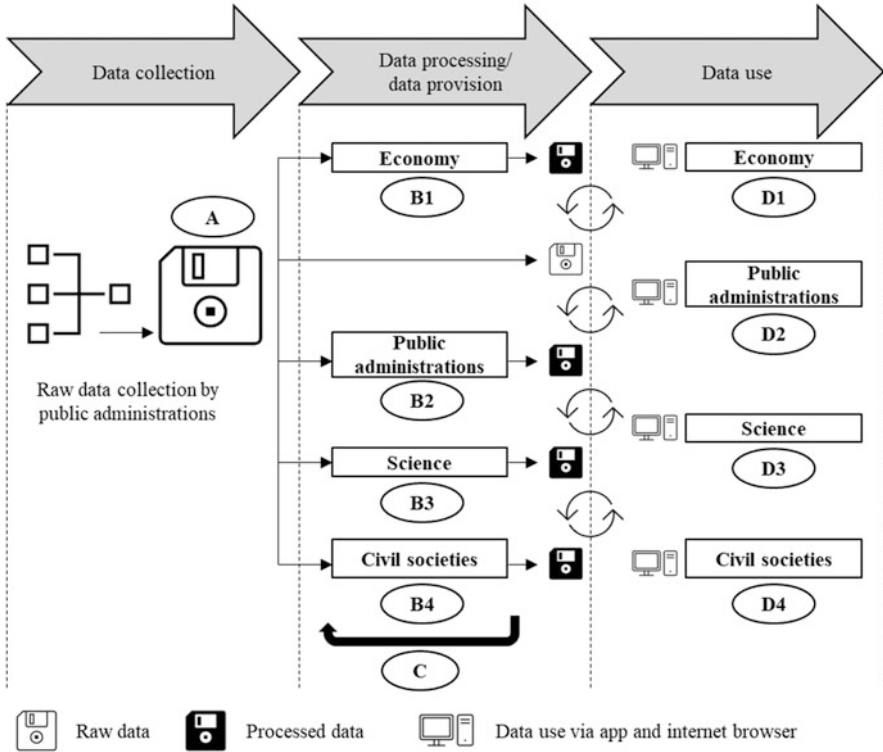 Data collection
Data processing/
data provision
Data use
Economy
B1
Economy
D1
A
Public
administrations
D2
Raw data collection by
public administrations
Public
administrations
B2
Science
B3
Science
D3
Civil societies
B4
Civil societies
D4
C
Raw data
Processed data
Data use via app and internet browser